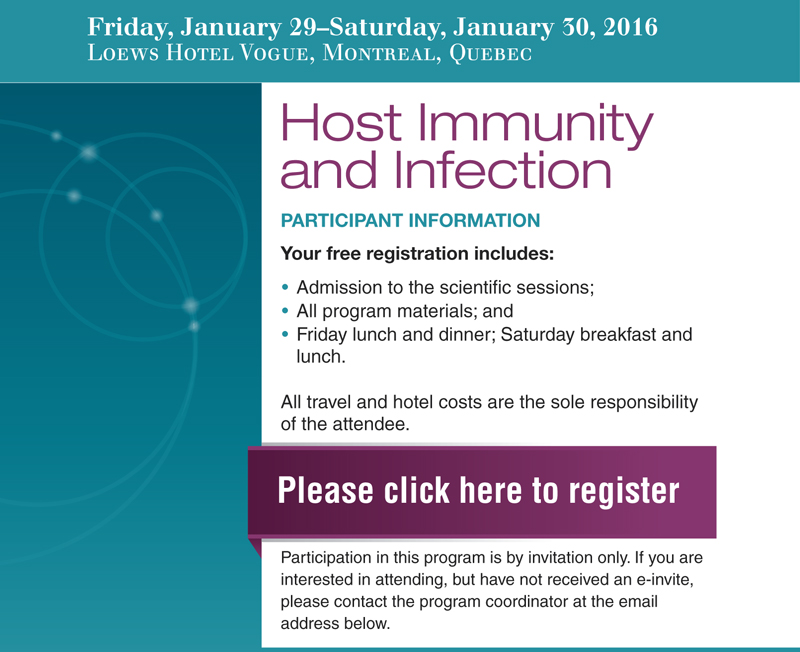 Friday, January 29–Saturday, January 30, 2016
Loews Hotel Vogue, Montreal, Quebec
Host Immunity
and Infection
PARTICIPANT INFORMATION
Your free registration includes:
• Admission to the scientific sessions;
• All program materials; and
• Friday lunch and dinner; Saturday breakfast and
lunch.
All travel and hotel costs are the sole responsibility
of the attendee.
Please click here to register
Participation in this program is by invitation only. If you are
interested in attending, but have not received an e-invite,
please contact the program coordinator at the email
address below.